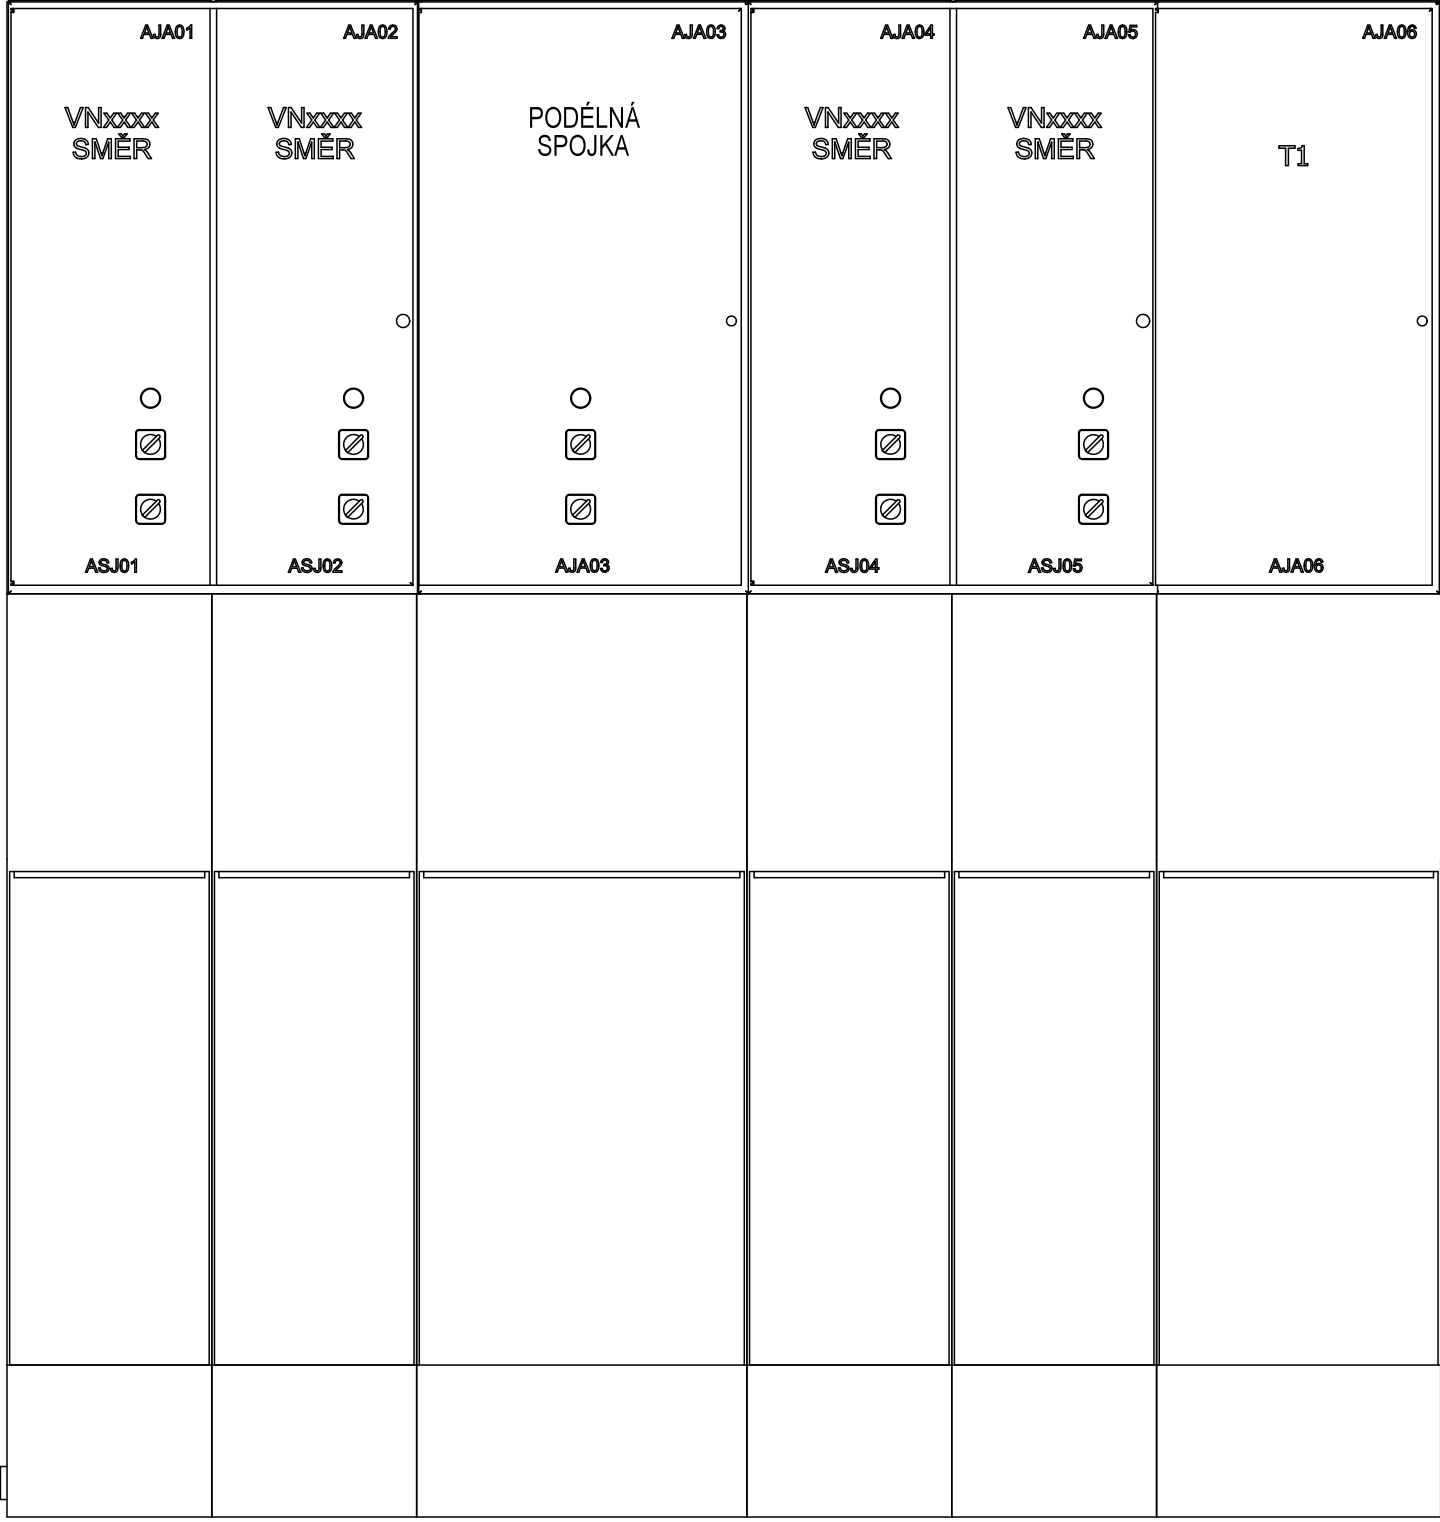 AJA01
VNxxxx
SMĚR
ASJ01
AJA02
VNxxxx
SMĚR
ASJ02
AJA03
PODÉLNÁ
SPOJKA
AJA03
AJA04
VNxxxx
SMĚR
ASJ04
AJA05
VNxxxx
SMĚR
ASJ05
AJA06
T1
AJA06